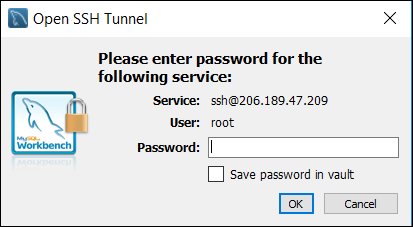 Open SSH Tunnel
Please enter password for the
following service:
Service: ssh@206.189.47.209
User: root
Password:
Save password in vault
MySQL
Workbench
OK Cancel